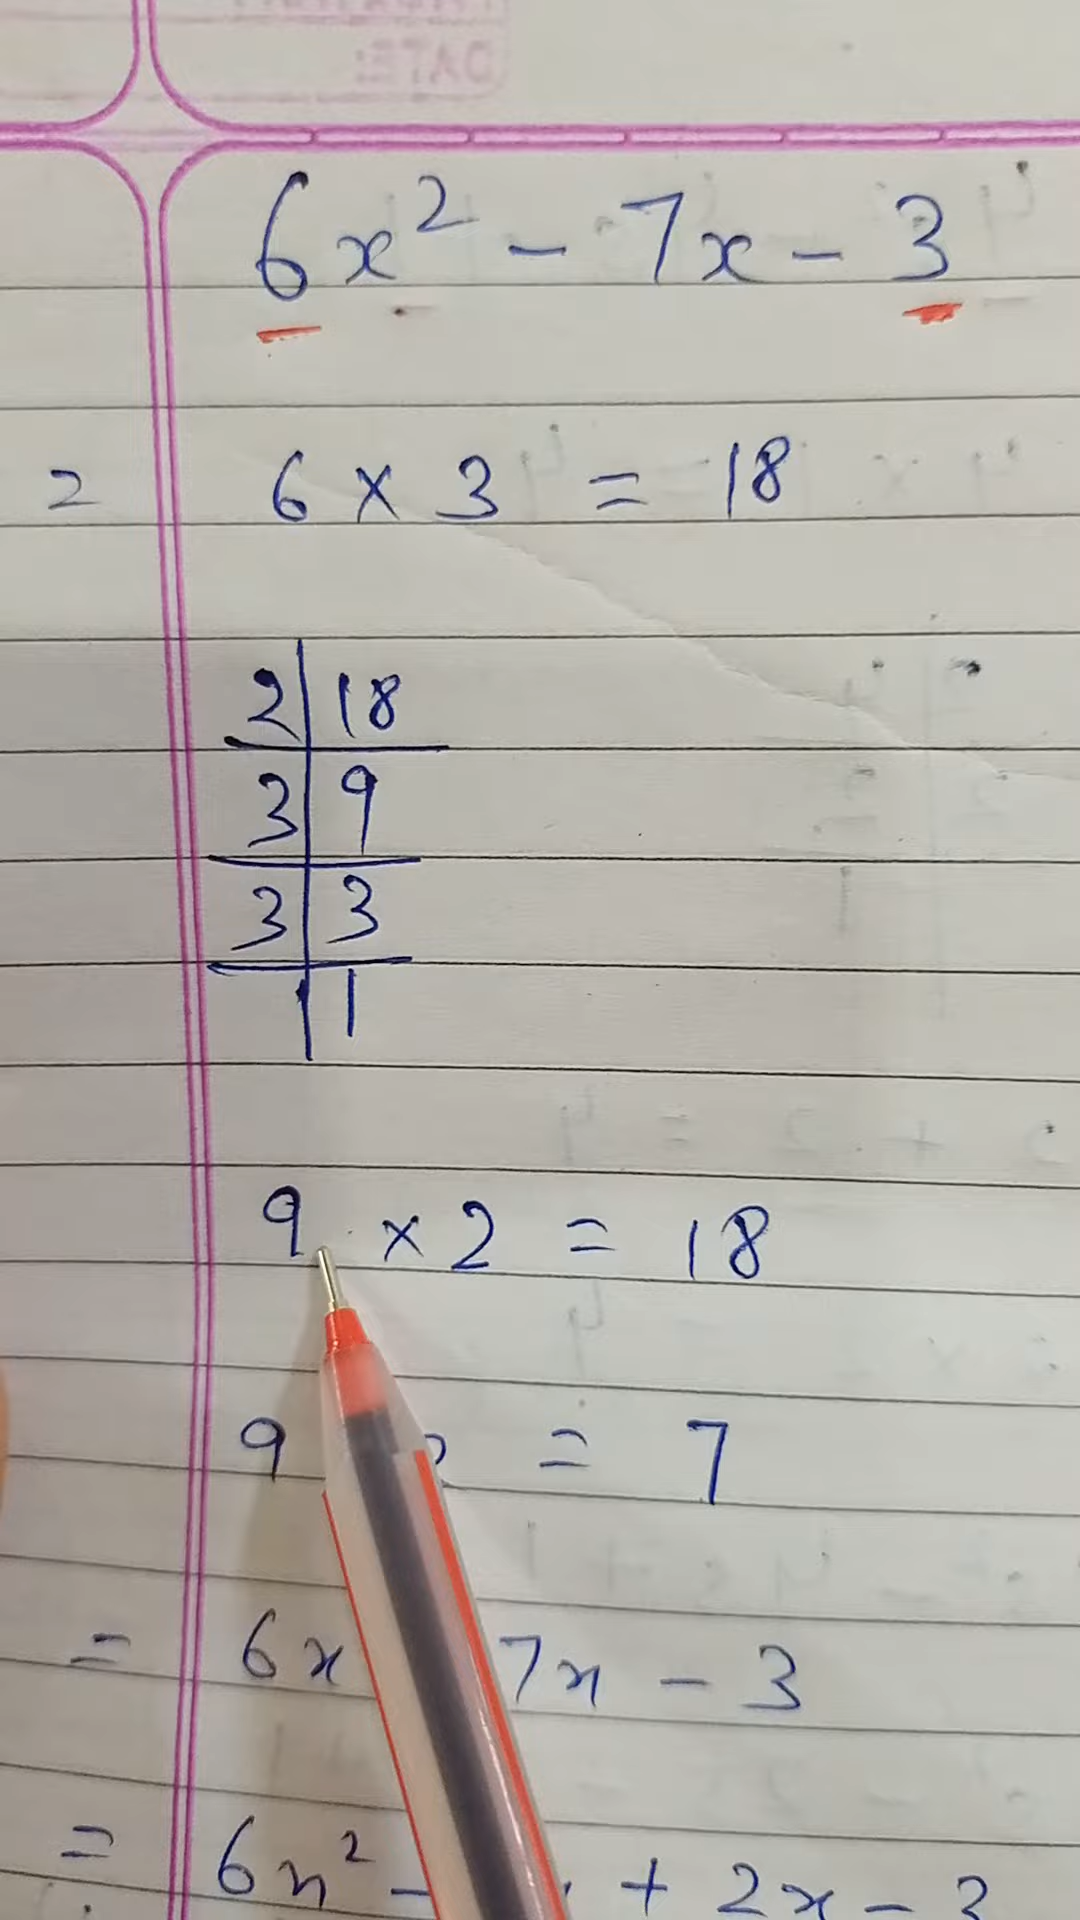 6x² - 7x - 3
= 6 × 3 = 18
2 | 18
3 | 9
3 | 3
| 1
9 × 2 = 18
9 = 7
= 6x 7x - 3
= 6x² - + 2x - 3